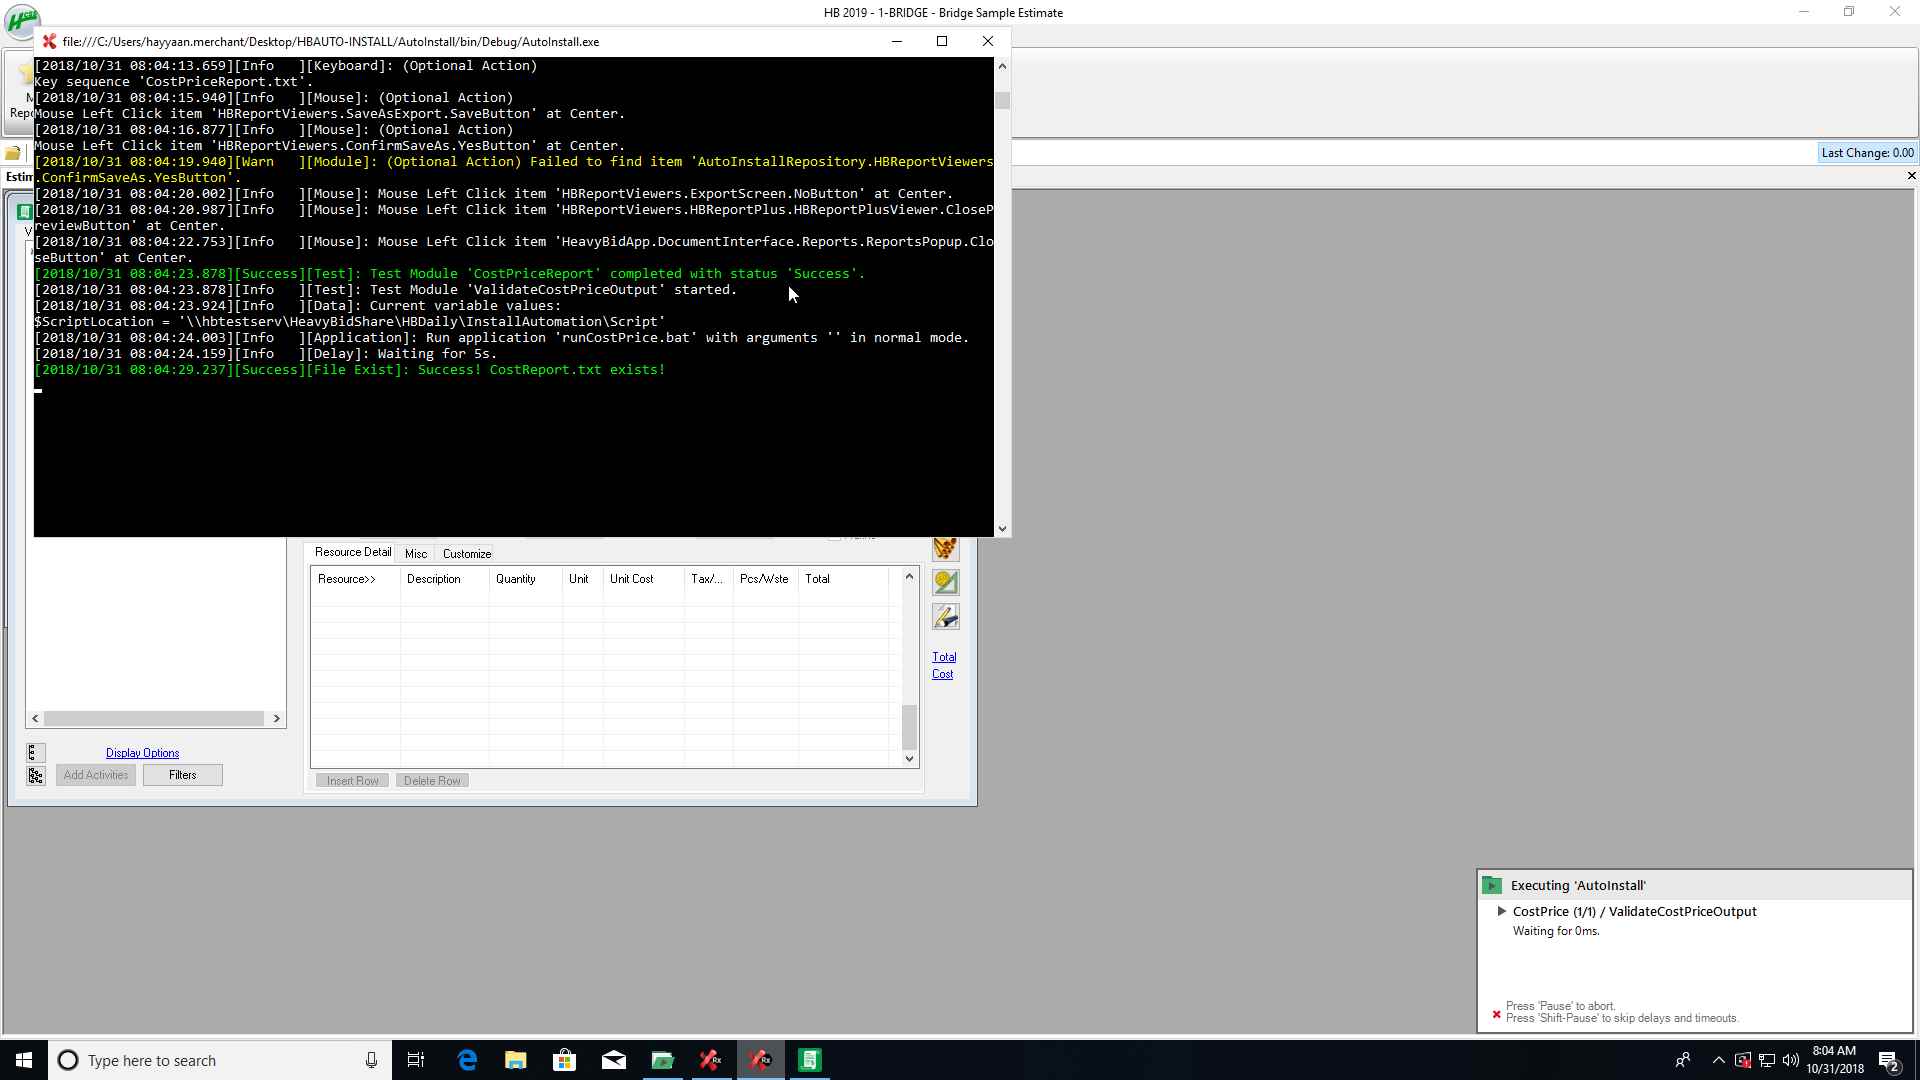 HB 2019 - 1-BRIDGE - Bridge Sample Estimate
file:///C:/Users/hayyaan.merchant/Desktop/HBAUTO-INSTALL/AutoInstall/bin/Debug/AutoInstall.exe
[2018/10/31 08:04:13.659][Info   ][Keyboard]: (Optional Action)
Key sequence 'CostPriceReport.txt'.
[2018/10/31 08:04:15.940][Info   ][Mouse]: (Optional Action)
Mouse Left Click item 'HBReportViewers.SaveAsExport.SaveButton' at Center.
[2018/10/31 08:04:16.877][Info   ][Mouse]: (Optional Action)
Mouse Left Click item 'HBReportViewers.ConfirmSaveAs.YesButton' at Center.
[2018/10/31 08:04:19.940][Warn   ][Module]: (Optional Action) Failed to find item 'AutoInstallRepository.HBReportViewers
.ConfirmSaveAs.YesButton'.
[2018/10/31 08:04:20.002][Info   ][Mouse]: Mouse Left Click item 'HBReportViewers.ExportScreen.NoButton' at Center.
[2018/10/31 08:04:20.987][Info   ][Mouse]: Mouse Left Click item 'HBReportViewers.HBReportPlus.HBReportPlusViewer.CloseP
reviewButton' at Center.
[2018/10/31 08:04:22.753][Info   ][Mouse]: Mouse Left Click item 'HeavyBidApp.DocumentInterface.Reports.ReportsPopup.Clo
seButton' at Center.
[2018/10/31 08:04:23.878][Success][Test]: Test Module 'CostPriceReport' completed with status 'Success'.
[2018/10/31 08:04:23.878][Info   ][Test]: Test Module 'ValidateCostPriceOutput' started.
[2018/10/31 08:04:23.924][Info   ][Data]: Current variable values:
$ScriptLocation = '\\hbtestserv\HeavyBidShare\HBDaily\InstallAutomation\Script'
[2018/10/31 08:04:24.003][Info   ][Application]: Run application 'runCostPrice.bat' with arguments '' in normal mode.
[2018/10/31 08:04:24.159][Info   ][Delay]: Waiting for 5s.
[2018/10/31 08:04:29.237][Success][File Exist]: Success! CostReport.txt exists!
Last Change: 0.00
Resource Detail Misc Customize
Resource>> Description Quantity Unit Unit Cost Tax/... Pcs/Wste Total
Total
Cost
Display Options
Add Activities Filters
Insert Row Delete Row
Executing 'AutoInstall'
CostPrice (1/1) / ValidateCostPriceOutput
Waiting for 0ms.
Press 'Pause' to abort.
Press 'Shift-Pause' to skip delays and timeouts.
Type here to search
8:04 AM
10/31/2018
2